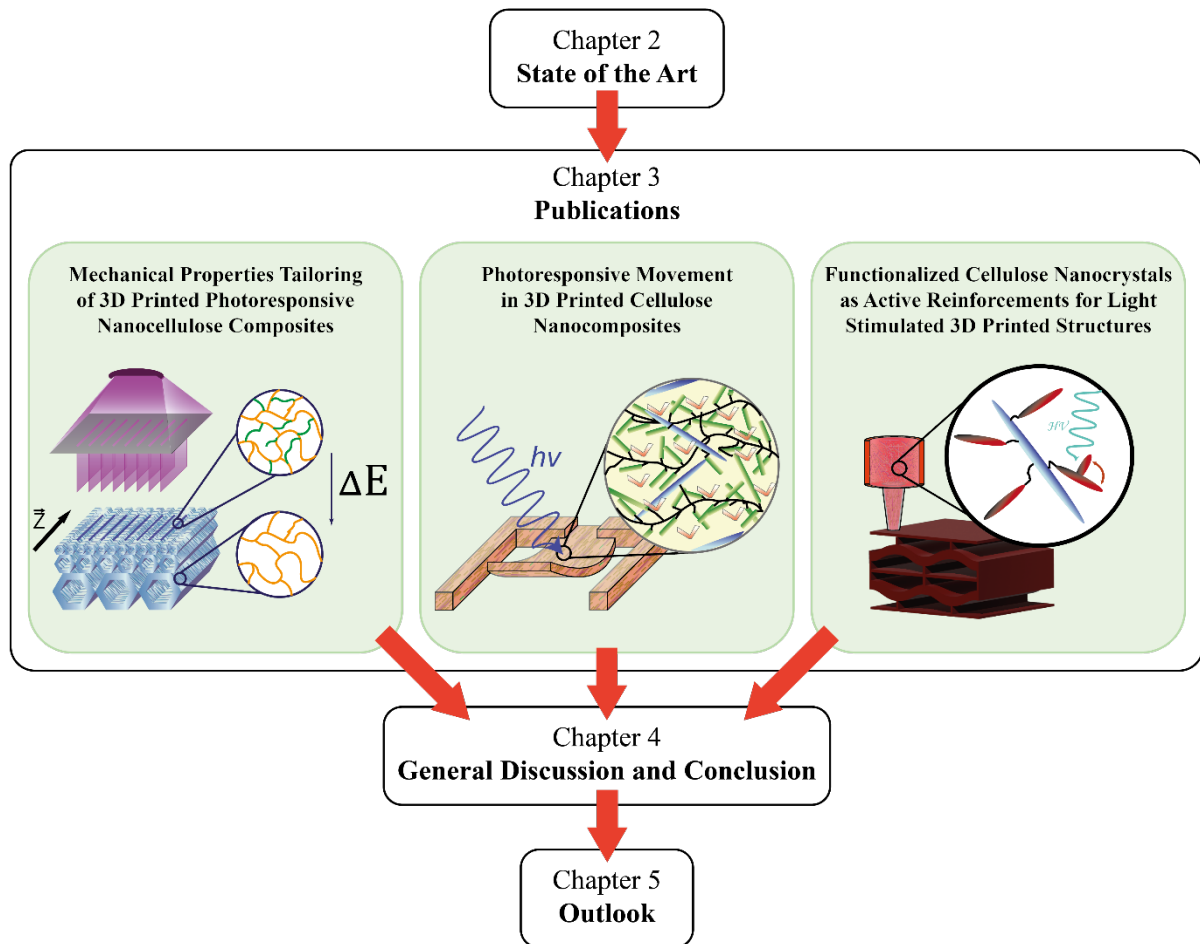 Chapter 2
State of the Art
Chapter 3
Publications
Mechanical Properties Tailoring
of 3D Printed Photoresponsive
Nanocellulose Composites
Z
ΔE
Photoresponsive Movement
in 3D Printed Cellulose
Nanocomposites
hν
Functionalized Cellulose Nanocrystals
as Active Reinforcements for Light
Stimulated 3D Printed Structures
hν
Chapter 4
General Discussion and Conclusion
Chapter 5
Outlook